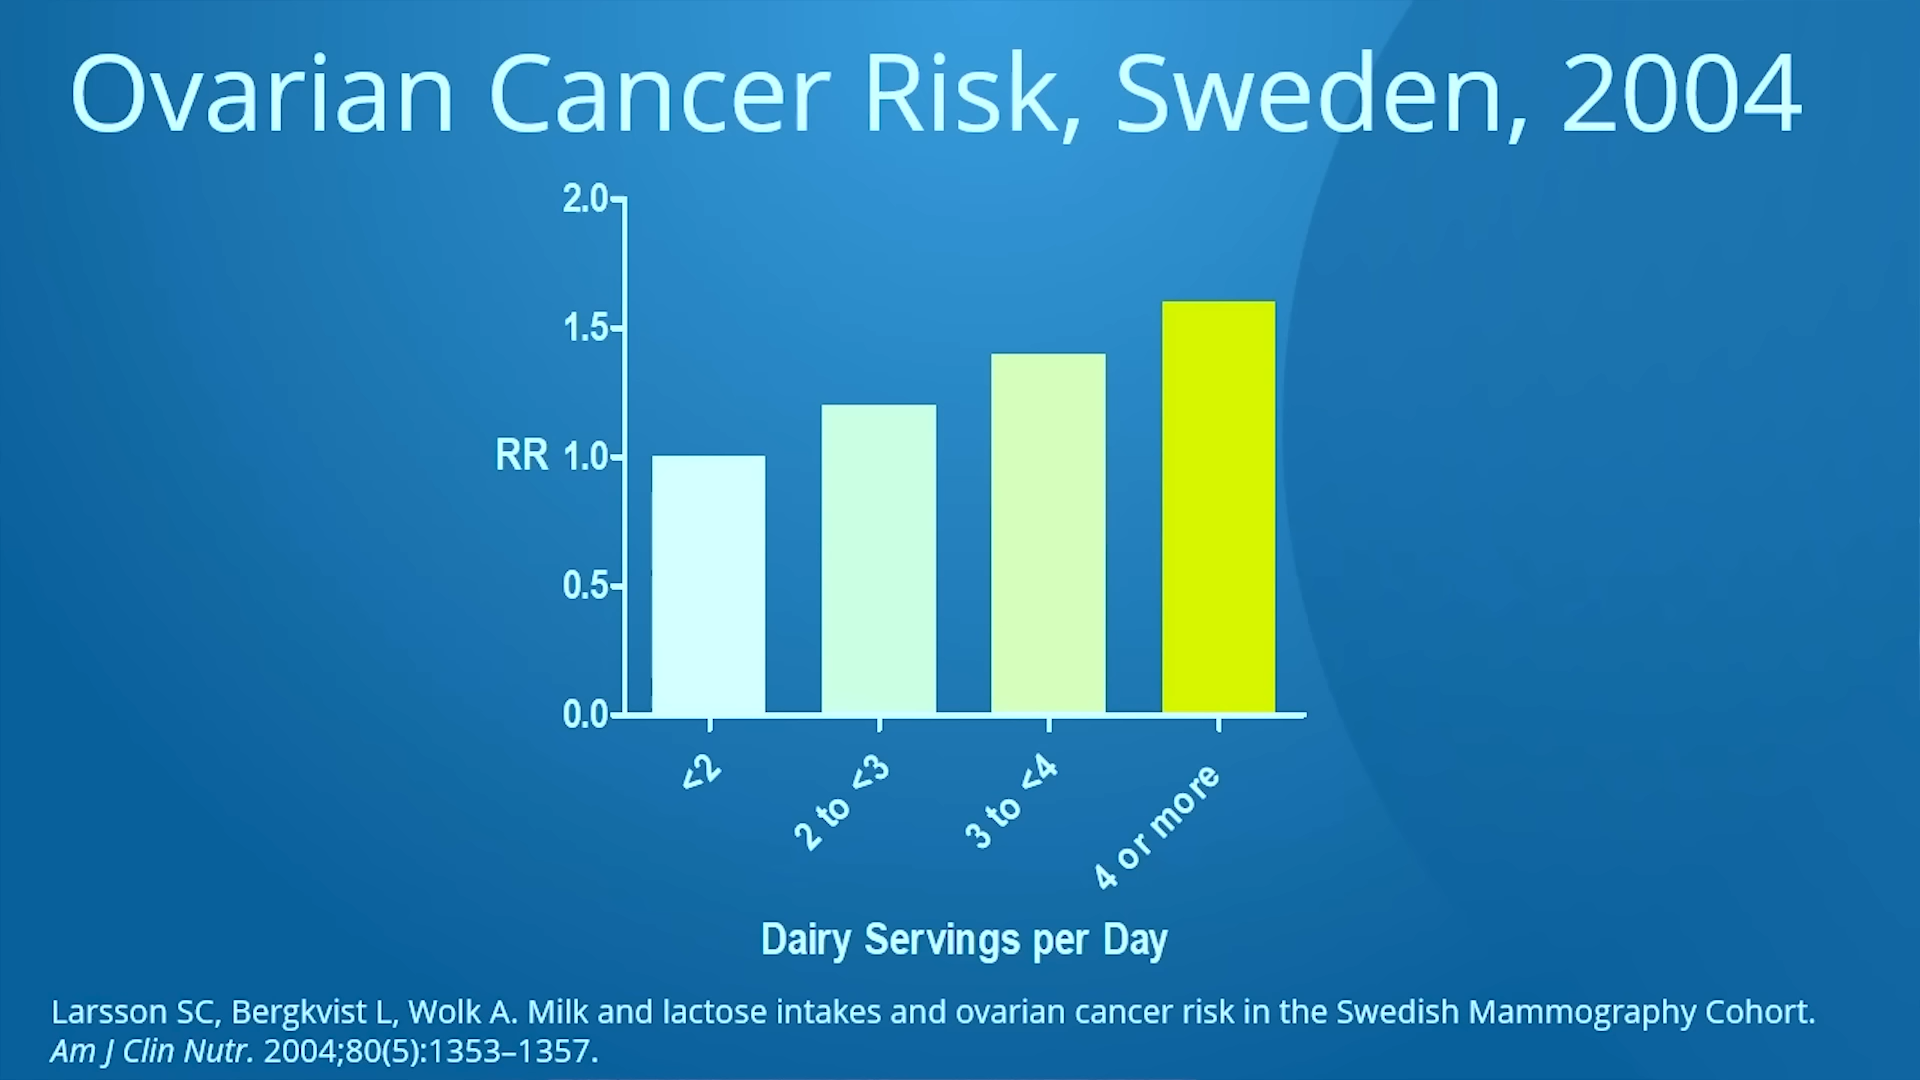 Ovarian Cancer Risk, Sweden, 2004
2.0
1.5
RR 1.0
0.5
0.0
<2
2 to <3
3 to <4
4 or more
Dairy Servings per Day
Larsson SC, Bergkvist L, Wolk A. Milk and lactose intakes and ovarian cancer risk in the Swedish Mammography Cohort.
Am J Clin Nutr. 2004;80(5):1353–1357.